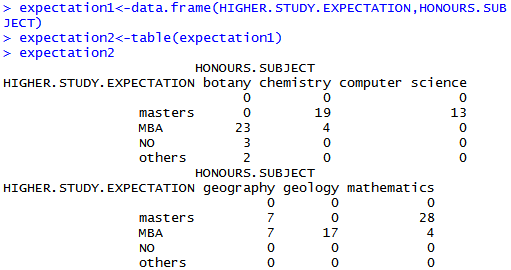 > expectation1<-data.frame(HIGHER.STUDY.EXPECTATION,HONOURS.SUB
JECT)
> expectation2<-table(expectation1)
> expectation2
                        HONOURS.SUBJECT
HIGHER.STUDY.EXPECTATION botany chemistry computer science
                              0         0                0
                 masters      0        19               13
                 MBA         23         4                0
                 NO           3         0                0
                 others       2         0                0
                        HONOURS.SUBJECT
HIGHER.STUDY.EXPECTATION geography geology mathematics
                                 0       0           0
                 masters         7       0          28
                 MBA             7      17           4
                 NO              0       0           0
                 others          0       0           0